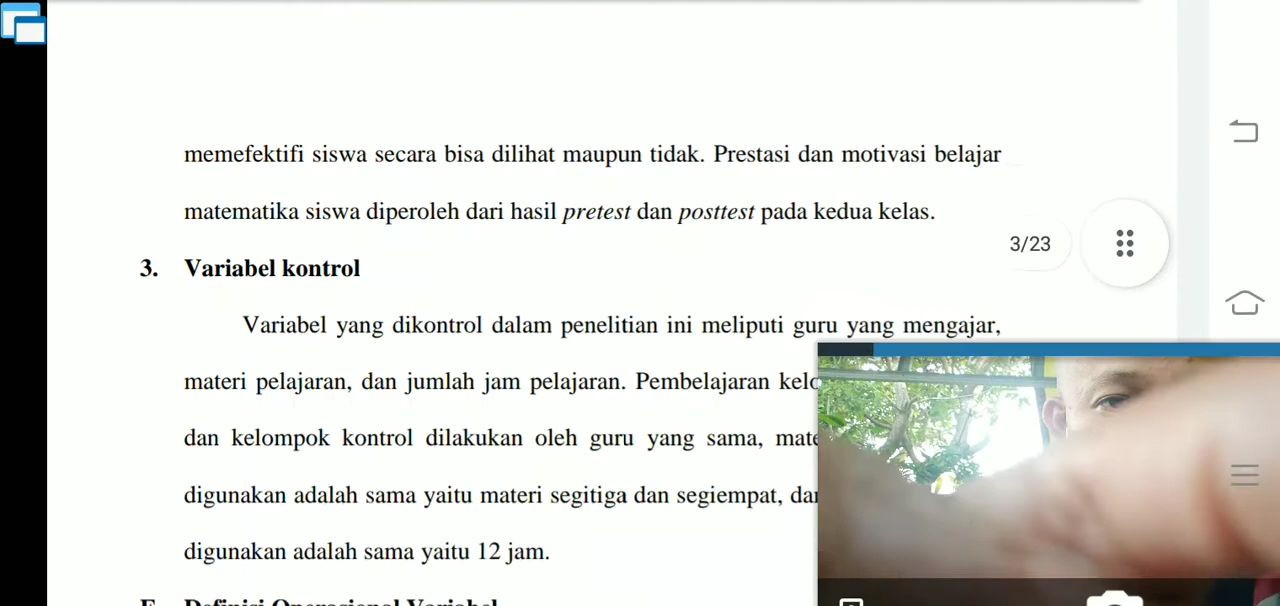 memefektifi siswa secara bisa dilihat maupun tidak. Prestasi dan motivasi belajar
matematika siswa diperoleh dari hasil pretest dan posttest pada kedua kelas.
3/23
3. Variabel kontrol
Variabel yang dikontrol dalam penelitian ini meliputi guru yang mengajar,
materi pelajaran, dan jumlah jam pelajaran. Pembelajaran
dan kelompok kontrol dilakukan oleh guru yang sama,
digunakan adalah sama yaitu materi segitiga dan segiempat,
digunakan adalah sama yaitu 12 jam.
Definisi Operasional Variabel